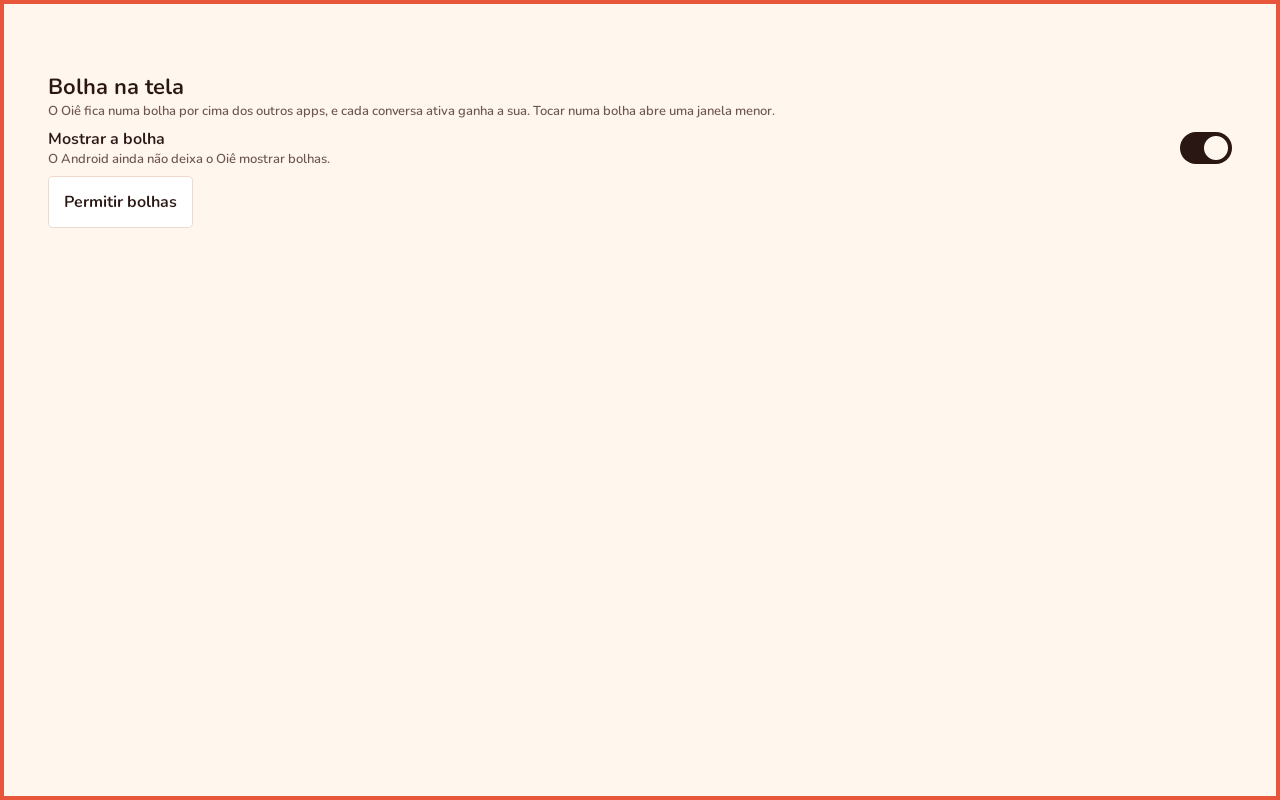 Bolha na tela
O Oiê fica numa bolha por cima dos outros apps, e cada conversa ativa ganha a sua. Tocar numa bolha abre uma janela menor.
Mostrar a bolha
O Android ainda não deixa o Oiê mostrar bolhas.
Permitir bolhas